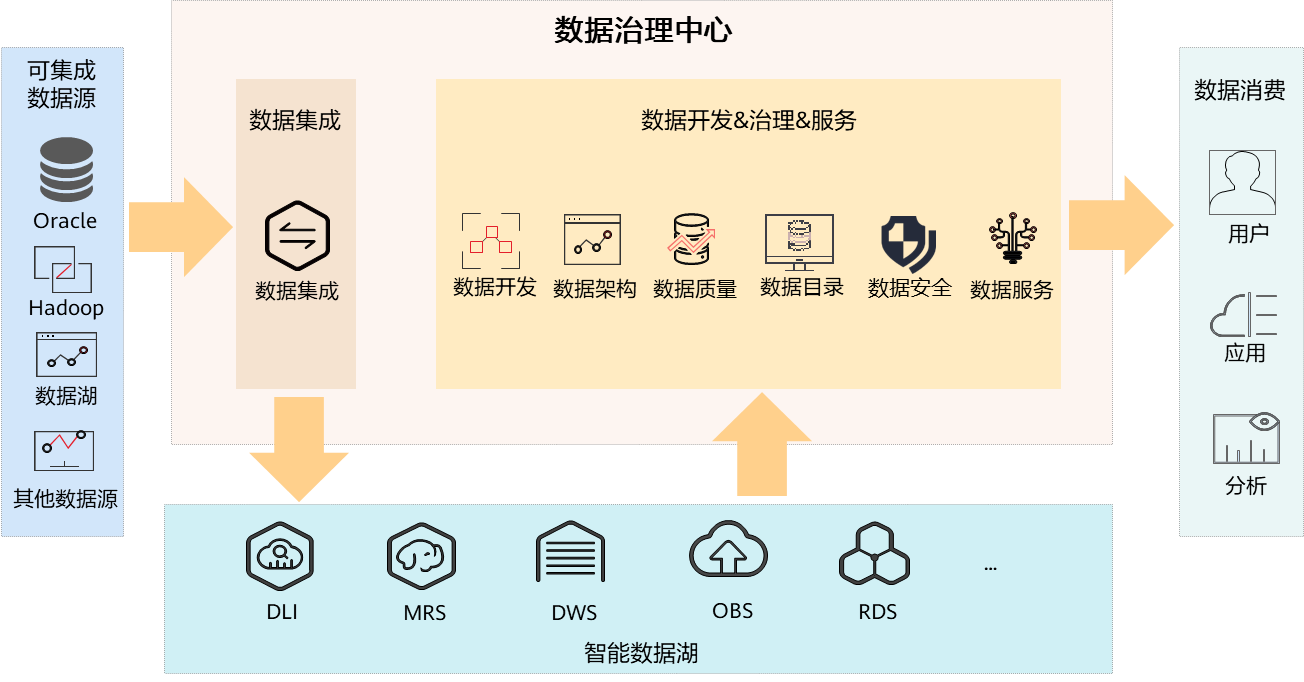 数据治理中心
可集成
数据源
Oracle
Hadoop
数据湖
其他数据源
数据集成
数据集成
数据开发&治理&服务
数据开发
数据架构
数据质量
数据目录
数据安全
数据服务
数据消费
用户
应用
分析
DLI
MRS
DWS
OBS
RDS
...
智能数据湖